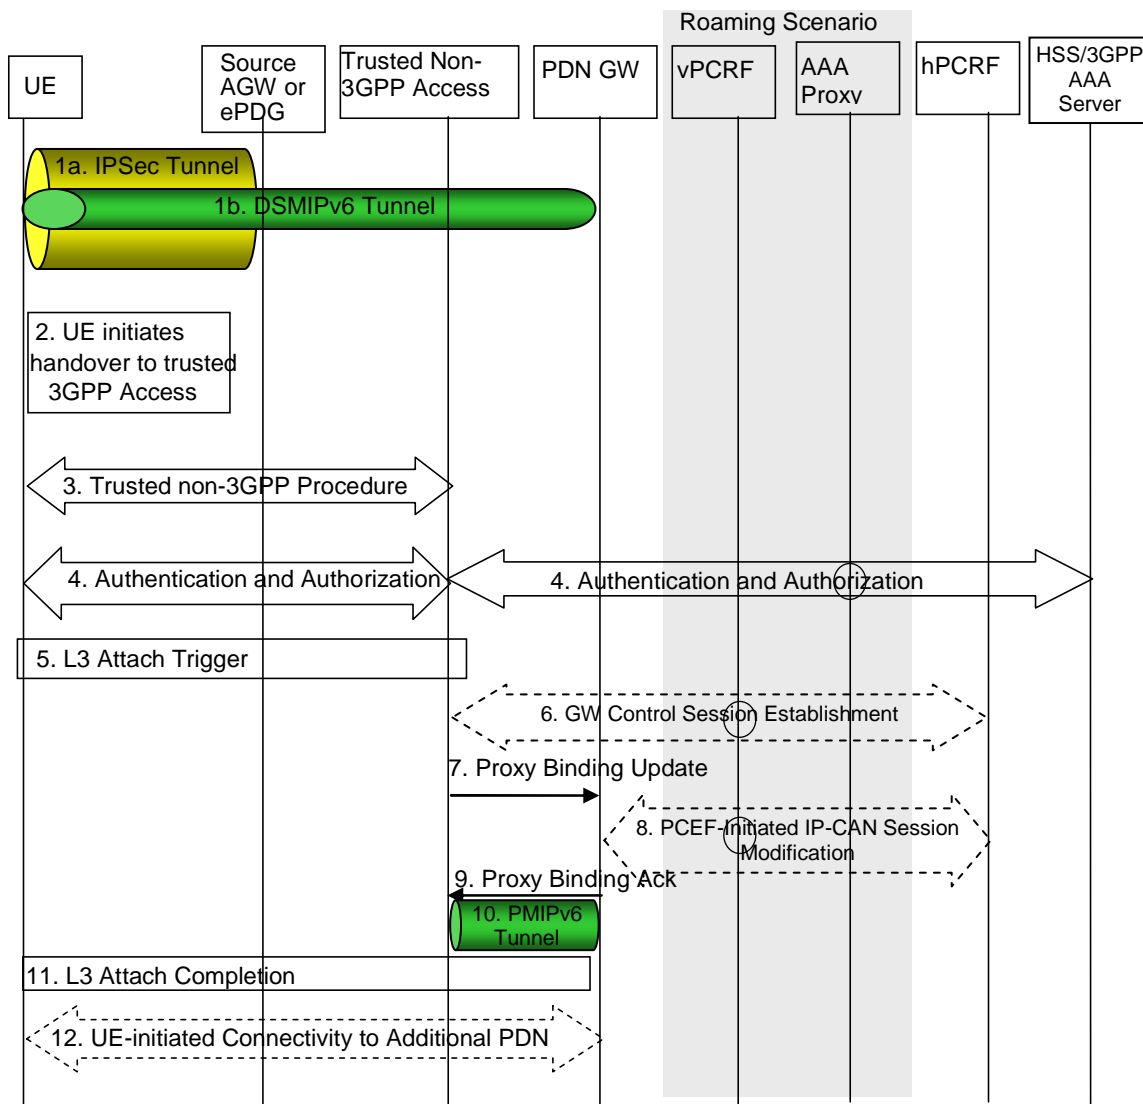 Roaming Scenario
UE
Source
AGW or
ePDG
Trusted Non-
3GPP Access
PDN GW
vPCRF
AAA
Proxy
hPCRF
HSS/3GPP
AAA
Server
1a. IPSec Tunnel
1b. DSMIPv6 Tunnel
2. UE initiates
handover to trusted
3GPP Access
3. Trusted non-3GPP Procedure
4. Authentication and Authorization
4. Authentication and Authorization
5. L3 Attach Trigger
6. GW Control Session Establishment
7. Proxy Binding Update
8. PCEF-Initiated IP-CAN Session
Modification
9. Proxy Binding Ack
10. PMIPv6
Tunnel
11. L3 Attach Completion
12. UE-initiated Connectivity to Additional PDN